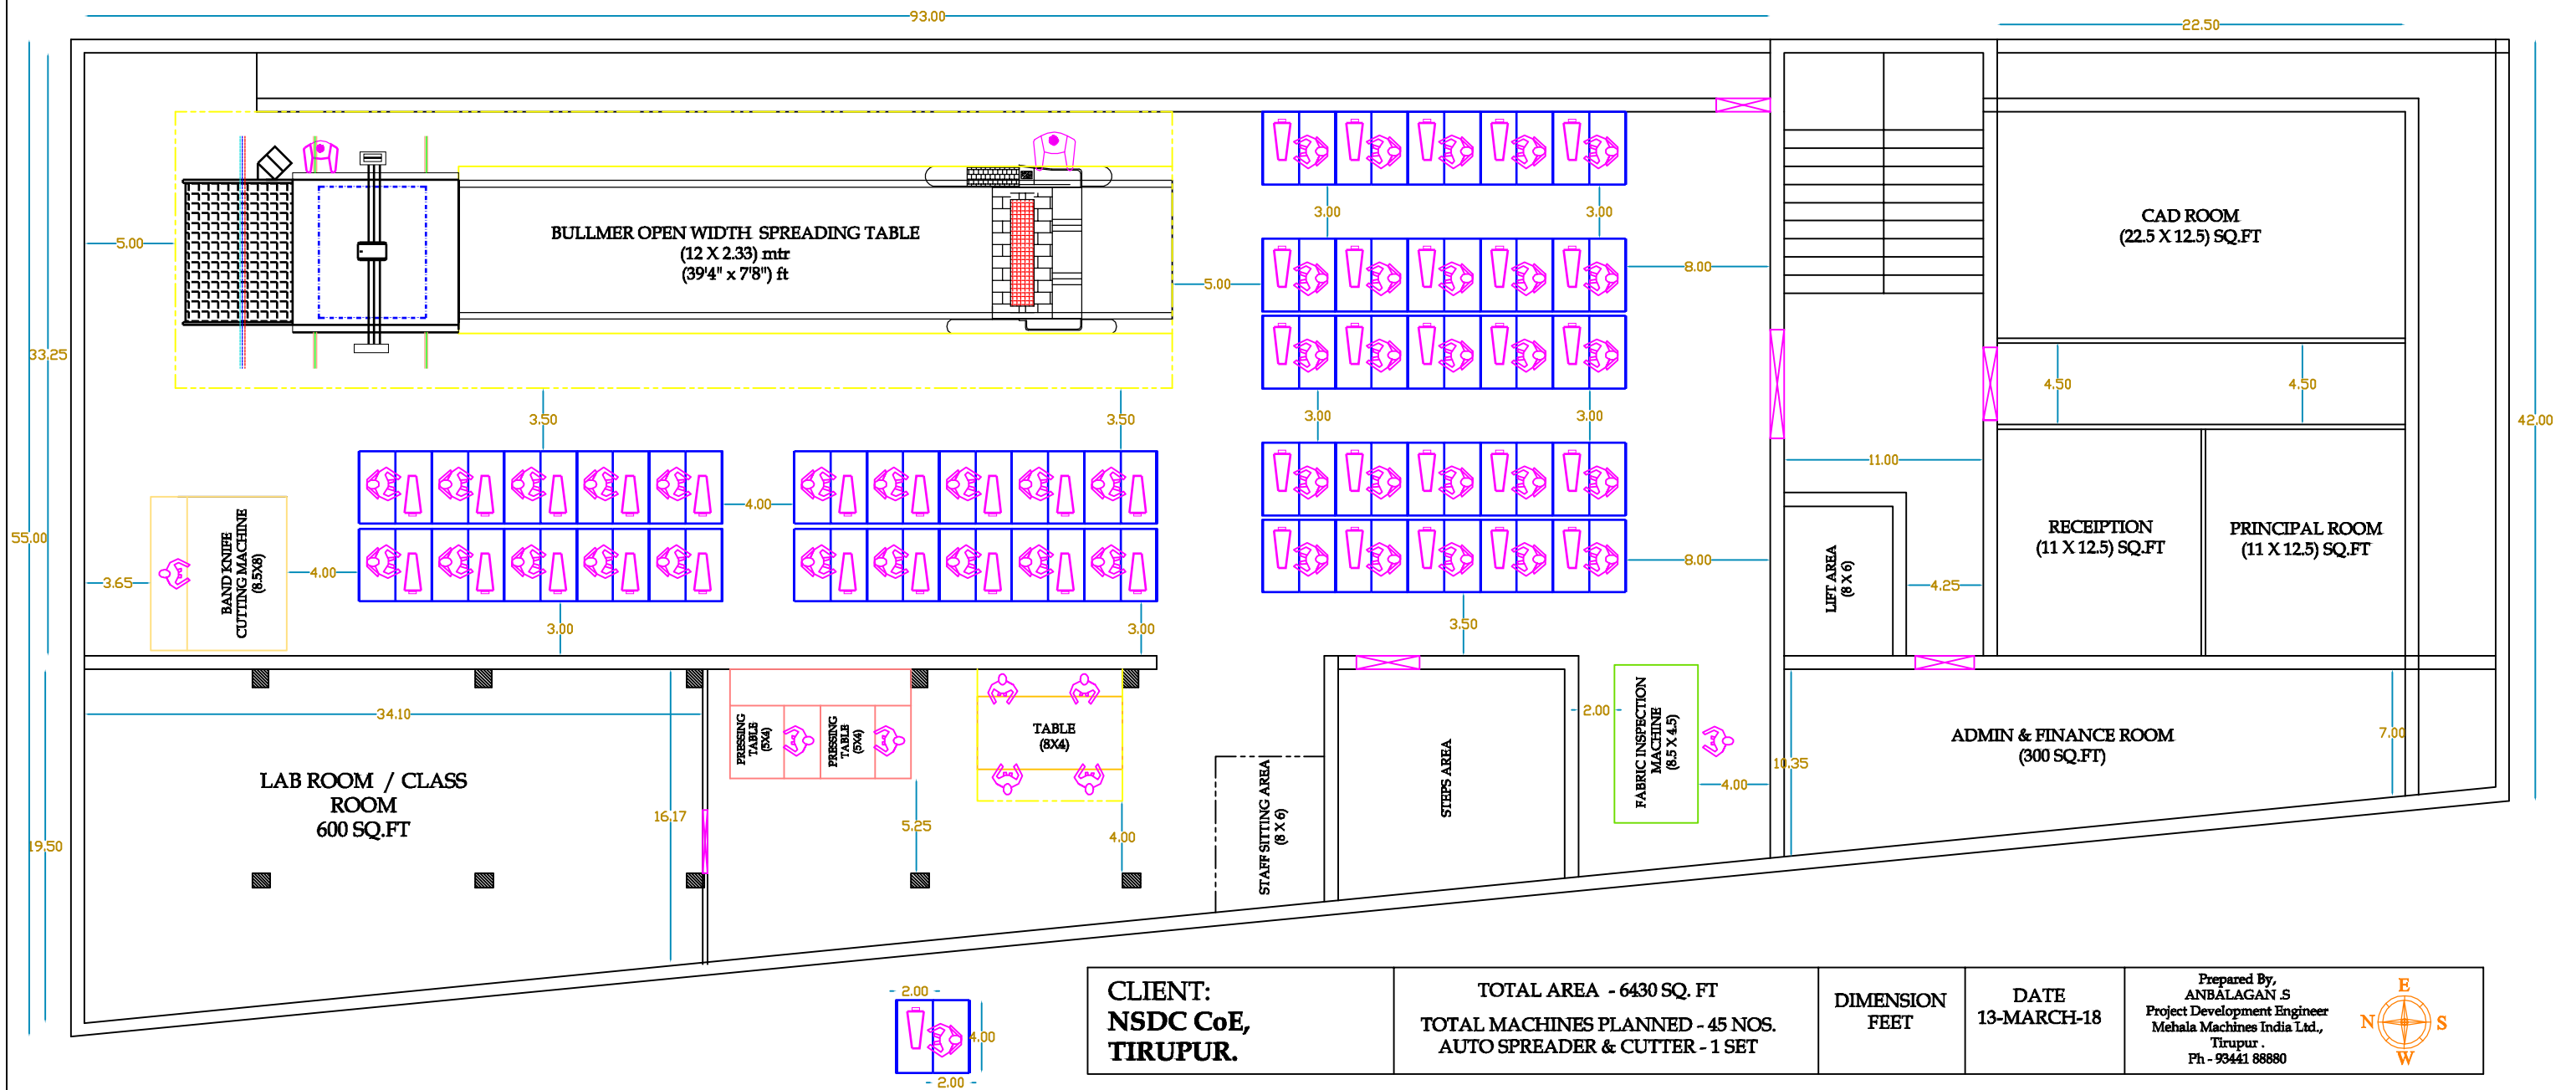 93.00
22.50
CAD ROOM
(22.5 X 12.5) SQ.FT
BULLMER OPEN WIDTH SPREADING TABLE
(12 X 2.33) mtr
(39'4" x 7'8") ft
5.00
5.00
3.00
3.00
8.00
33.25
3.50
3.50
3.00
3.00
4.50
4.50
42.00
11.00
4.00
55.00
3.65
BAND KNIFE
CUTTING MACHINE
(8.5X8)
4.00
8.00
LIFT AREA
(8 X 6)
4.25
RECEIPTION
(11 X 12.5) SQ.FT
PRINCIPAL ROOM
(11 X 12.5) SQ.FT
3.00
3.00
3.50
34.10
LAB ROOM / CLASS
ROOM
600 SQ.FT
19.50
16.17
PRESSING
TABLE
(5X4)
PRESSING
TABLE
(5X4)
5.25
TABLE
(8X4)
4.00
STAFF SITTING AREA
(8 X 6)
STEPS AREA
2.00
FABRIC INSPECTION
MACHINE
(8.5 X 4.5)
4.00
10.35
ADMIN & FINANCE ROOM
(300 SQ.FT)
7.00
2.00
4.00
2.00
CLIENT:
NSDC CoE,
TIRUPUR.
TOTAL AREA - 6430 SQ. FT
TOTAL MACHINES PLANNED - 45 NOS.
AUTO SPREADER & CUTTER - 1 SET
DIMENSION
FEET
DATE
13-MARCH-18
Prepared By,
ANBALAGAN .S
Project Development Engineer
Mehala Machines India Ltd.,
Tirupur .
Ph - 93441 88880
E
N
S
W